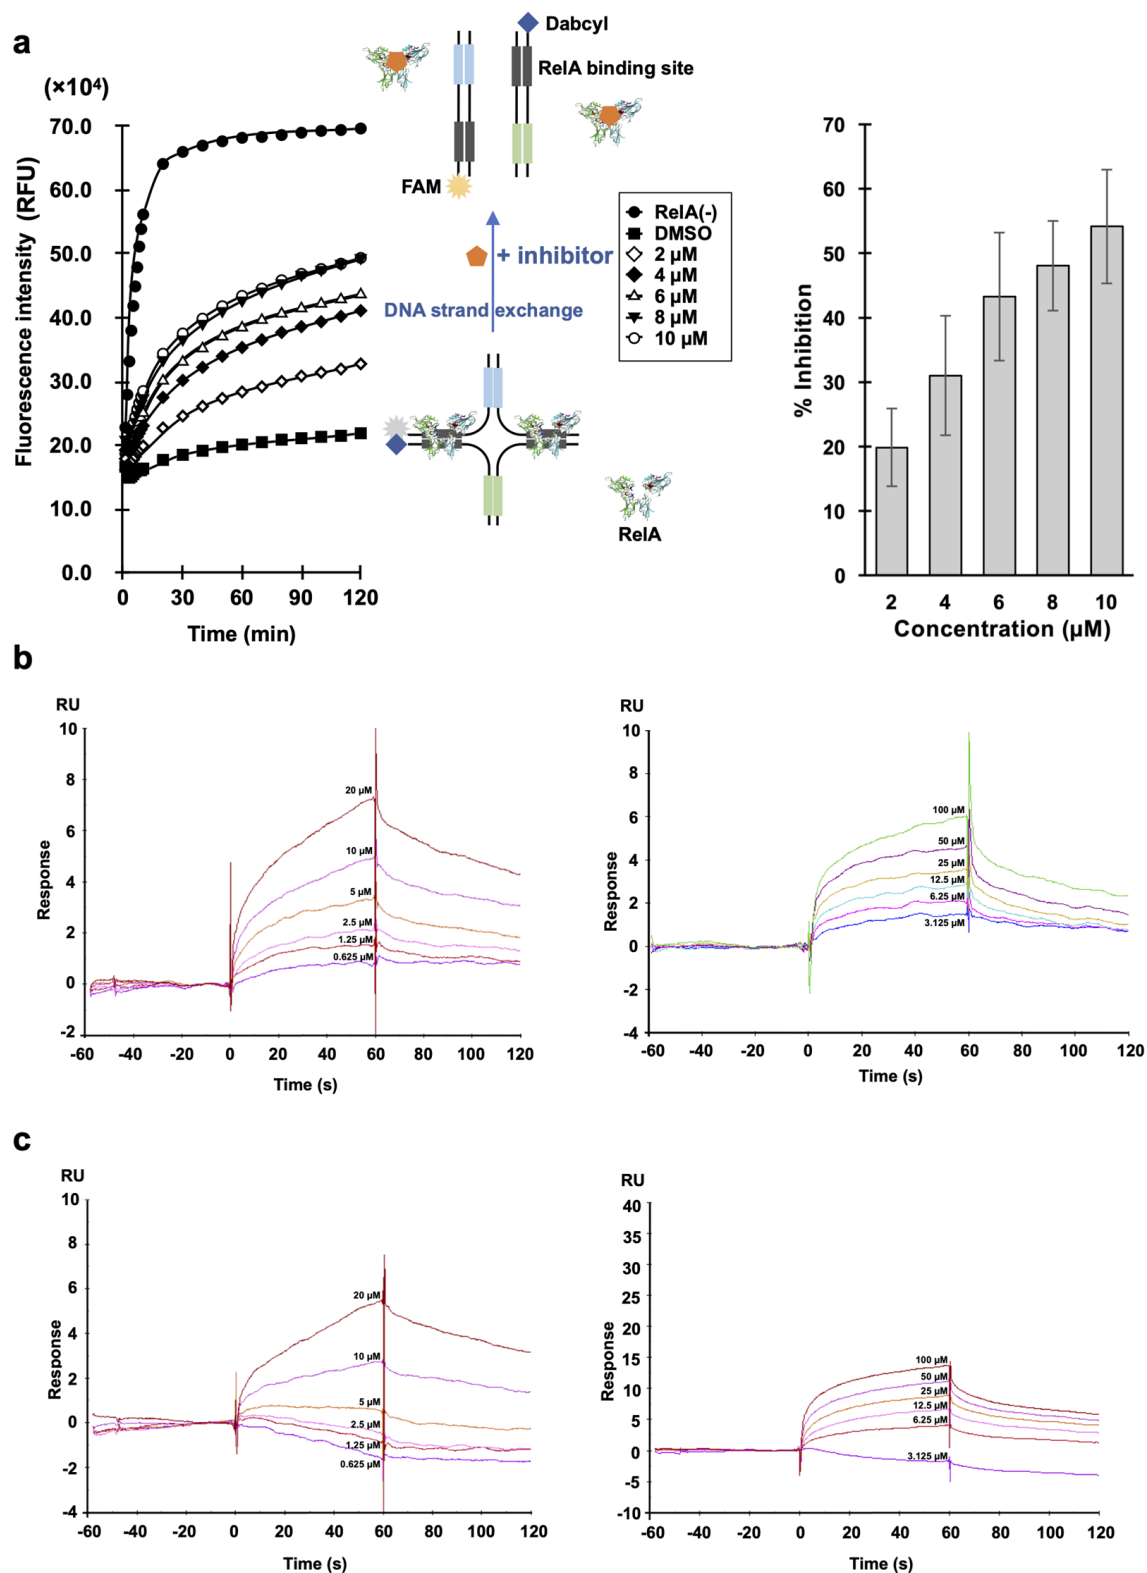 a
(×10⁴)
Fluorescence intensity (RFU)
70.0
60.0
50.0
40.0
30.0
20.0
10.0
0.0
0 30 60 90 120
Time (min)
Dabcyl
RelA binding site
FAM
+ inhibitor
DNA strand exchange
RelA
RelA(-)
DMSO
2 µM
4 µM
6 µM
8 µM
10 µM
% Inhibition
70
60
50
40
30
20
10
0
2 4 6 8 10
Concentration (µM)
b
RU
Response
10
8
6
4
2
0
-2
20 µM
10 µM
5 µM
2.5 µM
1.25 µM
0.625 µM
-60 -40 -20 0 20 40 60 80 100 120
Time (s)
RU
Response
10
8
6
4
2
0
-2
-4
100 µM
50 µM
25 µM
12.5 µM
6.25 µM
3.125 µM
-60 -40 -20 0 20 40 60 80 100 120
Time (s)
c
RU
Response
10
8
6
4
2
0
-2
-4
20 µM
10 µM
5 µM
2.5 µM
1.25 µM
0.625 µM
-60 -40 -20 0 20 40 60 80 100 120
Time (s)
RU
Response
40
35
30
25
20
15
10
5
0
-5
-10
100 µM
50 µM
25 µM
12.5 µM
6.25 µM
3.125 µM
-60 -40 -20 0 20 40 60 80 100 120
Time (s)